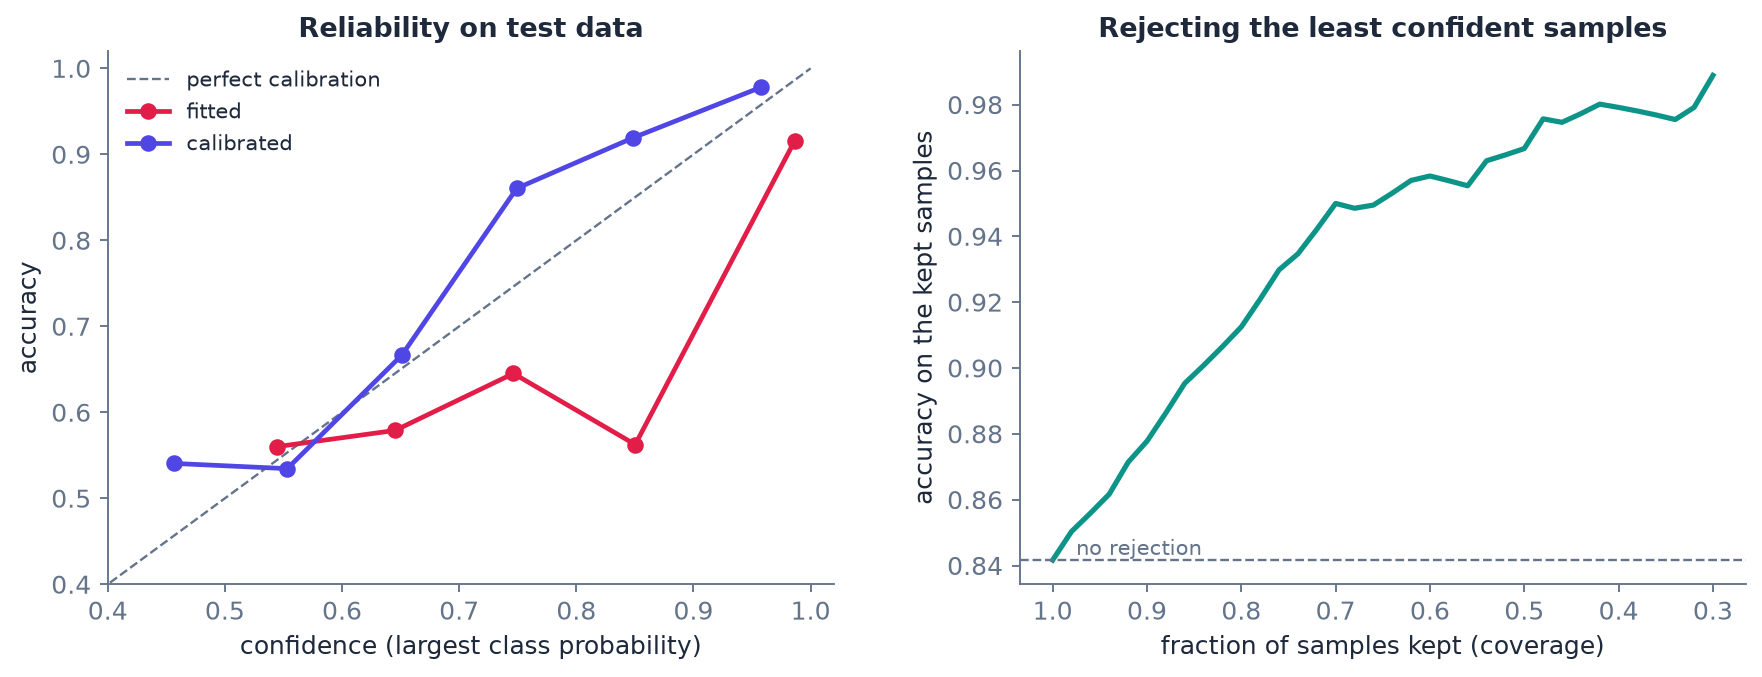 Reliability on test data
perfect calibration
fitted
calibrated
accuracy
1.0
0.9
0.8
0.7
0.6
0.5
0.4
0.4 0.5 0.6 0.7 0.8 0.9 1.0
confidence (largest class probability)
Rejecting the least confident samples
accuracy on the kept samples
0.98
0.96
0.94
0.92
0.90
0.88
0.86
0.84
no rejection
1.0 0.9 0.8 0.7 0.6 0.5 0.4 0.3
fraction of samples kept (coverage)